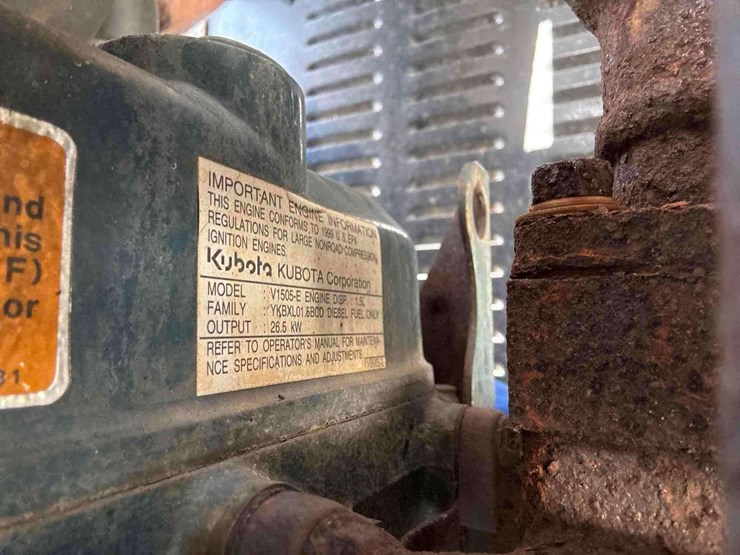 nd
his
F)
or
31
IMPORTANT ENGINE INFORMATION
THIS ENGINE CONFORMS TO 1999 U.S. EPA
REGULATIONS FOR LARGE NONROAD COMPRESSION
IGNITION ENGINES.
Kubota KUBOTA Corporation
MODEL : V1505-E ENGINE DISP. : 1.5L
FAMILY : YKBXL01.5BCD DIESEL FUEL ONLY
OUTPUT : 26.5 kW
REFER TO OPERATOR'S MANUAL FOR MAINTENA-
NCE SPECIFICATIONS AND ADJUSTMENTS